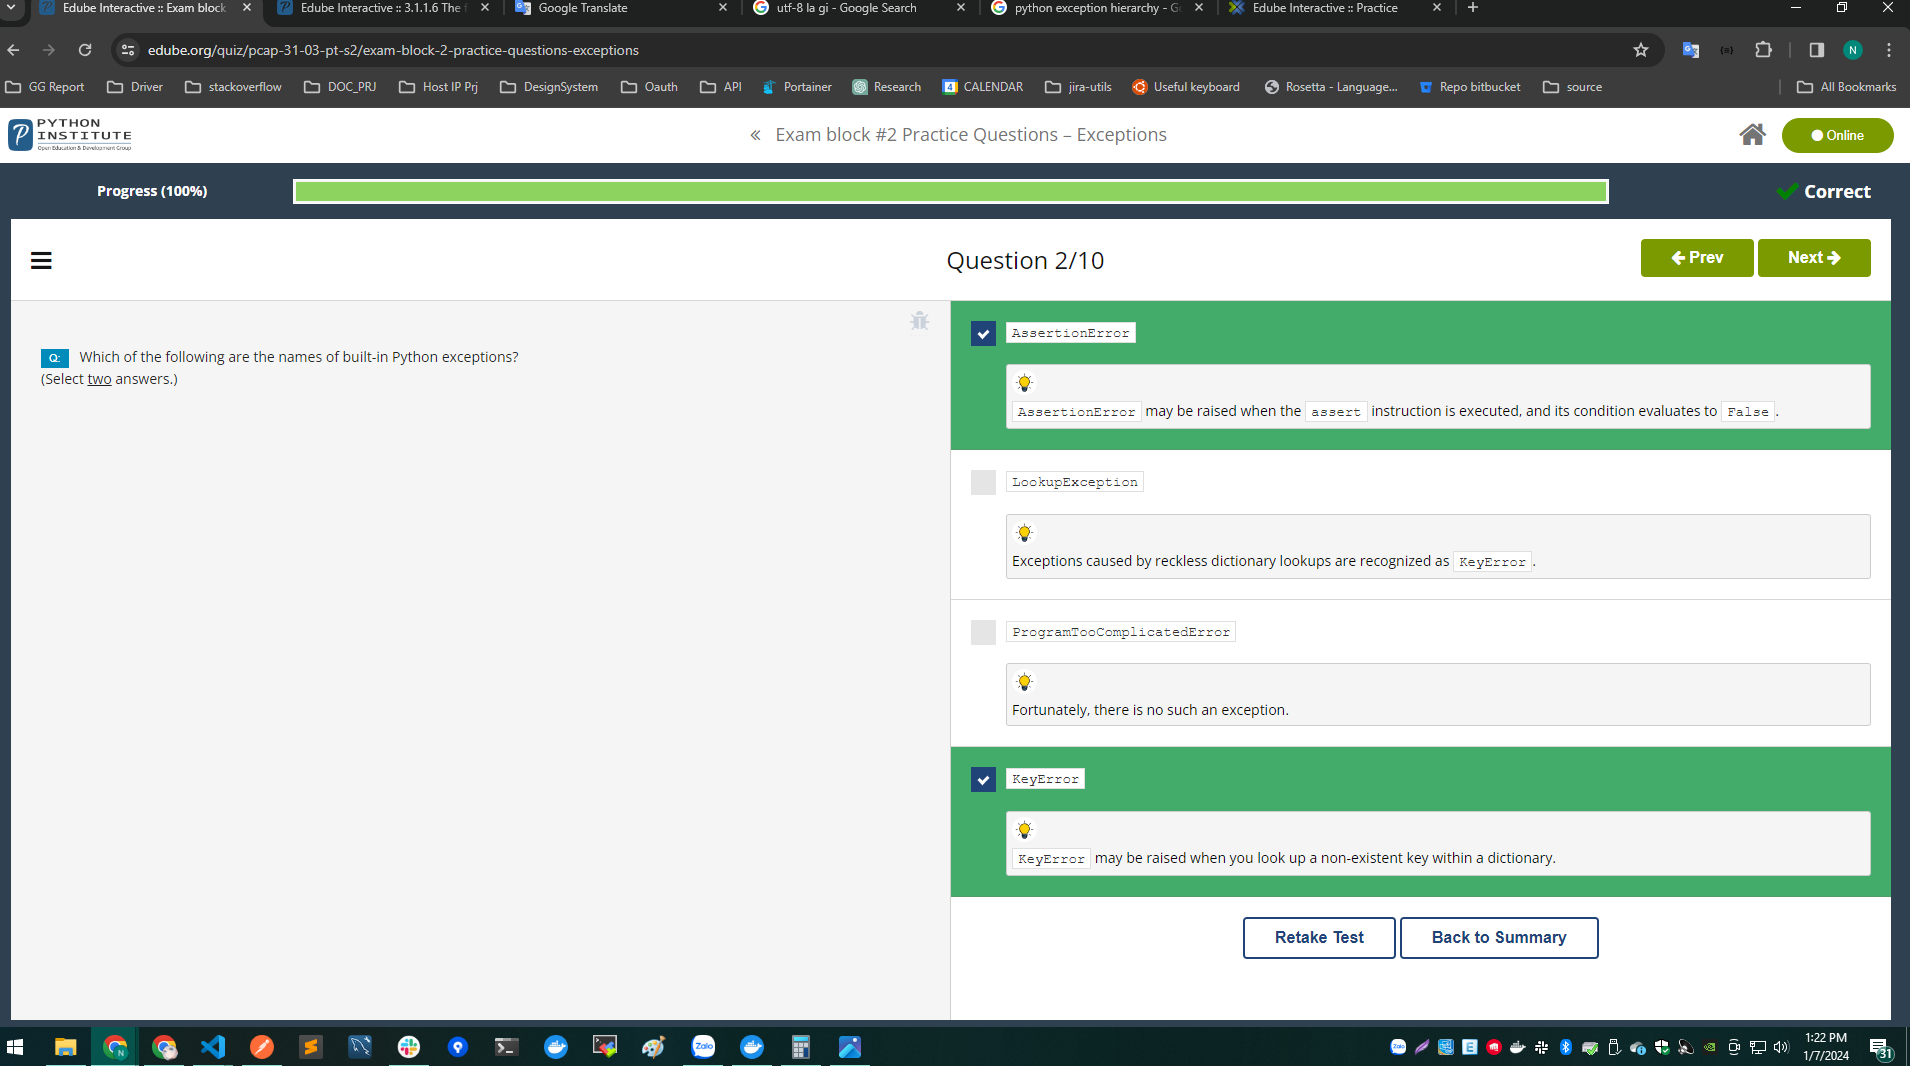 Edube Interactive :: Exam block
Edube Interactive :: 3.1.1.6 The f
Google Translate
utf-8 la gi - Google Search
python exception hierarchy - G
Edube Interactive :: Practice
edube.org/quiz/pcap-31-03-pt-s2/exam-block-2-practice-questions-exceptions
N
GG Report
Driver
stackoverflow
DOC_PRJ
Host IP Prj
DesignSystem
Oauth
API
Portainer
Research
CALENDAR
jira-utils
Useful keyboard
Rosetta - Language...
Repo bitbucket
source
All Bookmarks
PYTHON
INSTITUTE
Open Education & Development Group
« Exam block #2 Practice Questions – Exceptions
Online
Progress (100%)
Correct
Question 2/10
Prev
Next
Q: Which of the following are the names of built-in Python exceptions?
(Select two answers.)
AssertionError
AssertionError may be raised when the assert instruction is executed, and its condition evaluates to False .
LookupException
Exceptions caused by reckless dictionary lookups are recognized as KeyError .
ProgramTooComplicatedError
Fortunately, there is no such an exception.
KeyError
KeyError may be raised when you look up a non-existent key within a dictionary.
Retake Test
Back to Summary
Zalo
1:22 PM
1/7/2024
31